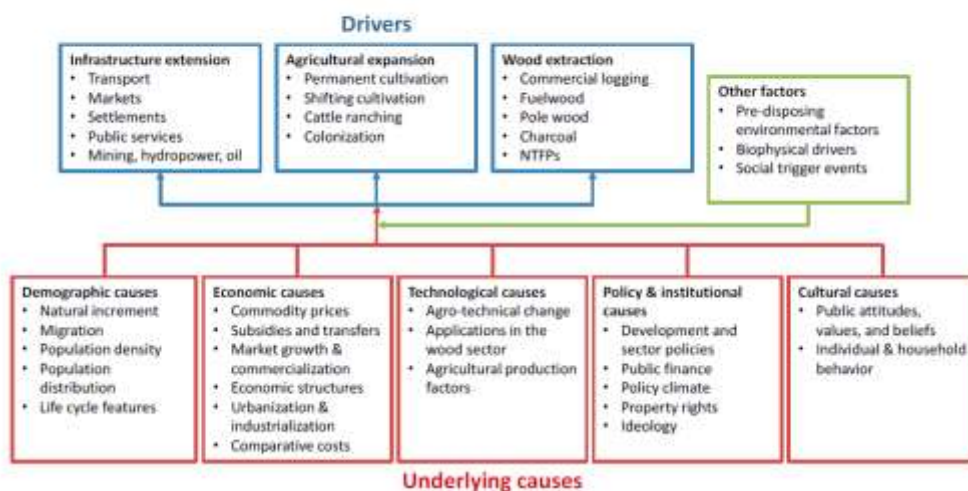 Drivers
Infrastructure extension
• Transport
• Markets
• Settlements
• Public services
• Mining, hydropower, oil
Agricultural expansion
• Permanent cultivation
• Shifting cultivation
• Cattle ranching
• Colonization
Wood extraction
• Commercial logging
• Fuelwood
• Pole wood
• Charcoal
• NTFPs
Other factors
• Pre-disposing
environmental factors
• Biophysical drivers
• Social trigger events
Demographic causes
• Natural increment
• Migration
• Population density
• Population
distribution
• Life cycle features
Economic causes
• Commodity prices
• Subsidies and transfers
• Market growth &
commercialization
• Economic structures
• Urbanization &
industrialization
• Comparative costs
Technological causes
• Agro-technical change
• Applications in the
wood sector
• Agricultural production
factors
Policy & institutional
causes
• Development and
sector policies
• Public finance
• Policy climate
• Property rights
• Ideology
Cultural causes
• Public attitudes,
values, and beliefs
• Individual & household
behavior
Underlying causes